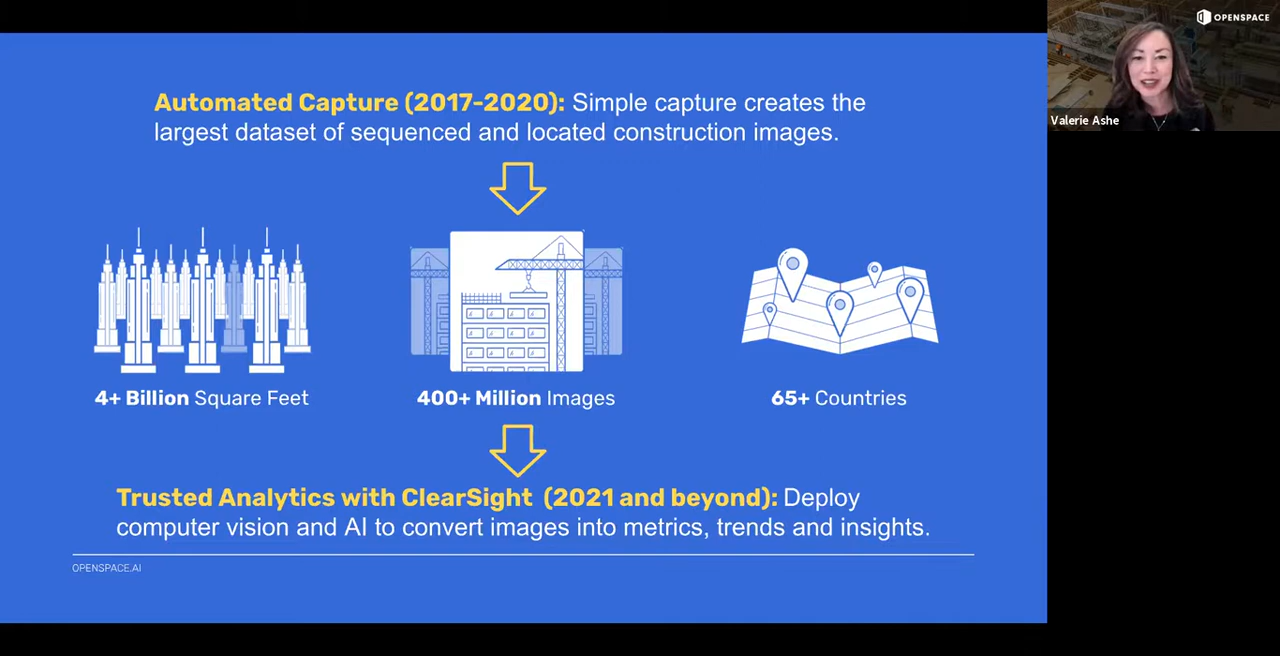 OPENSPACE
Valerie Ashe
Automated Capture (2017-2020): Simple capture creates the
largest dataset of sequenced and located construction images.
4+ Billion Square Feet
400+ Million Images
65+ Countries
Trusted Analytics with ClearSight (2021 and beyond): Deploy
computer vision and AI to convert images into metrics, trends and insights.
OPENSPACE.AI